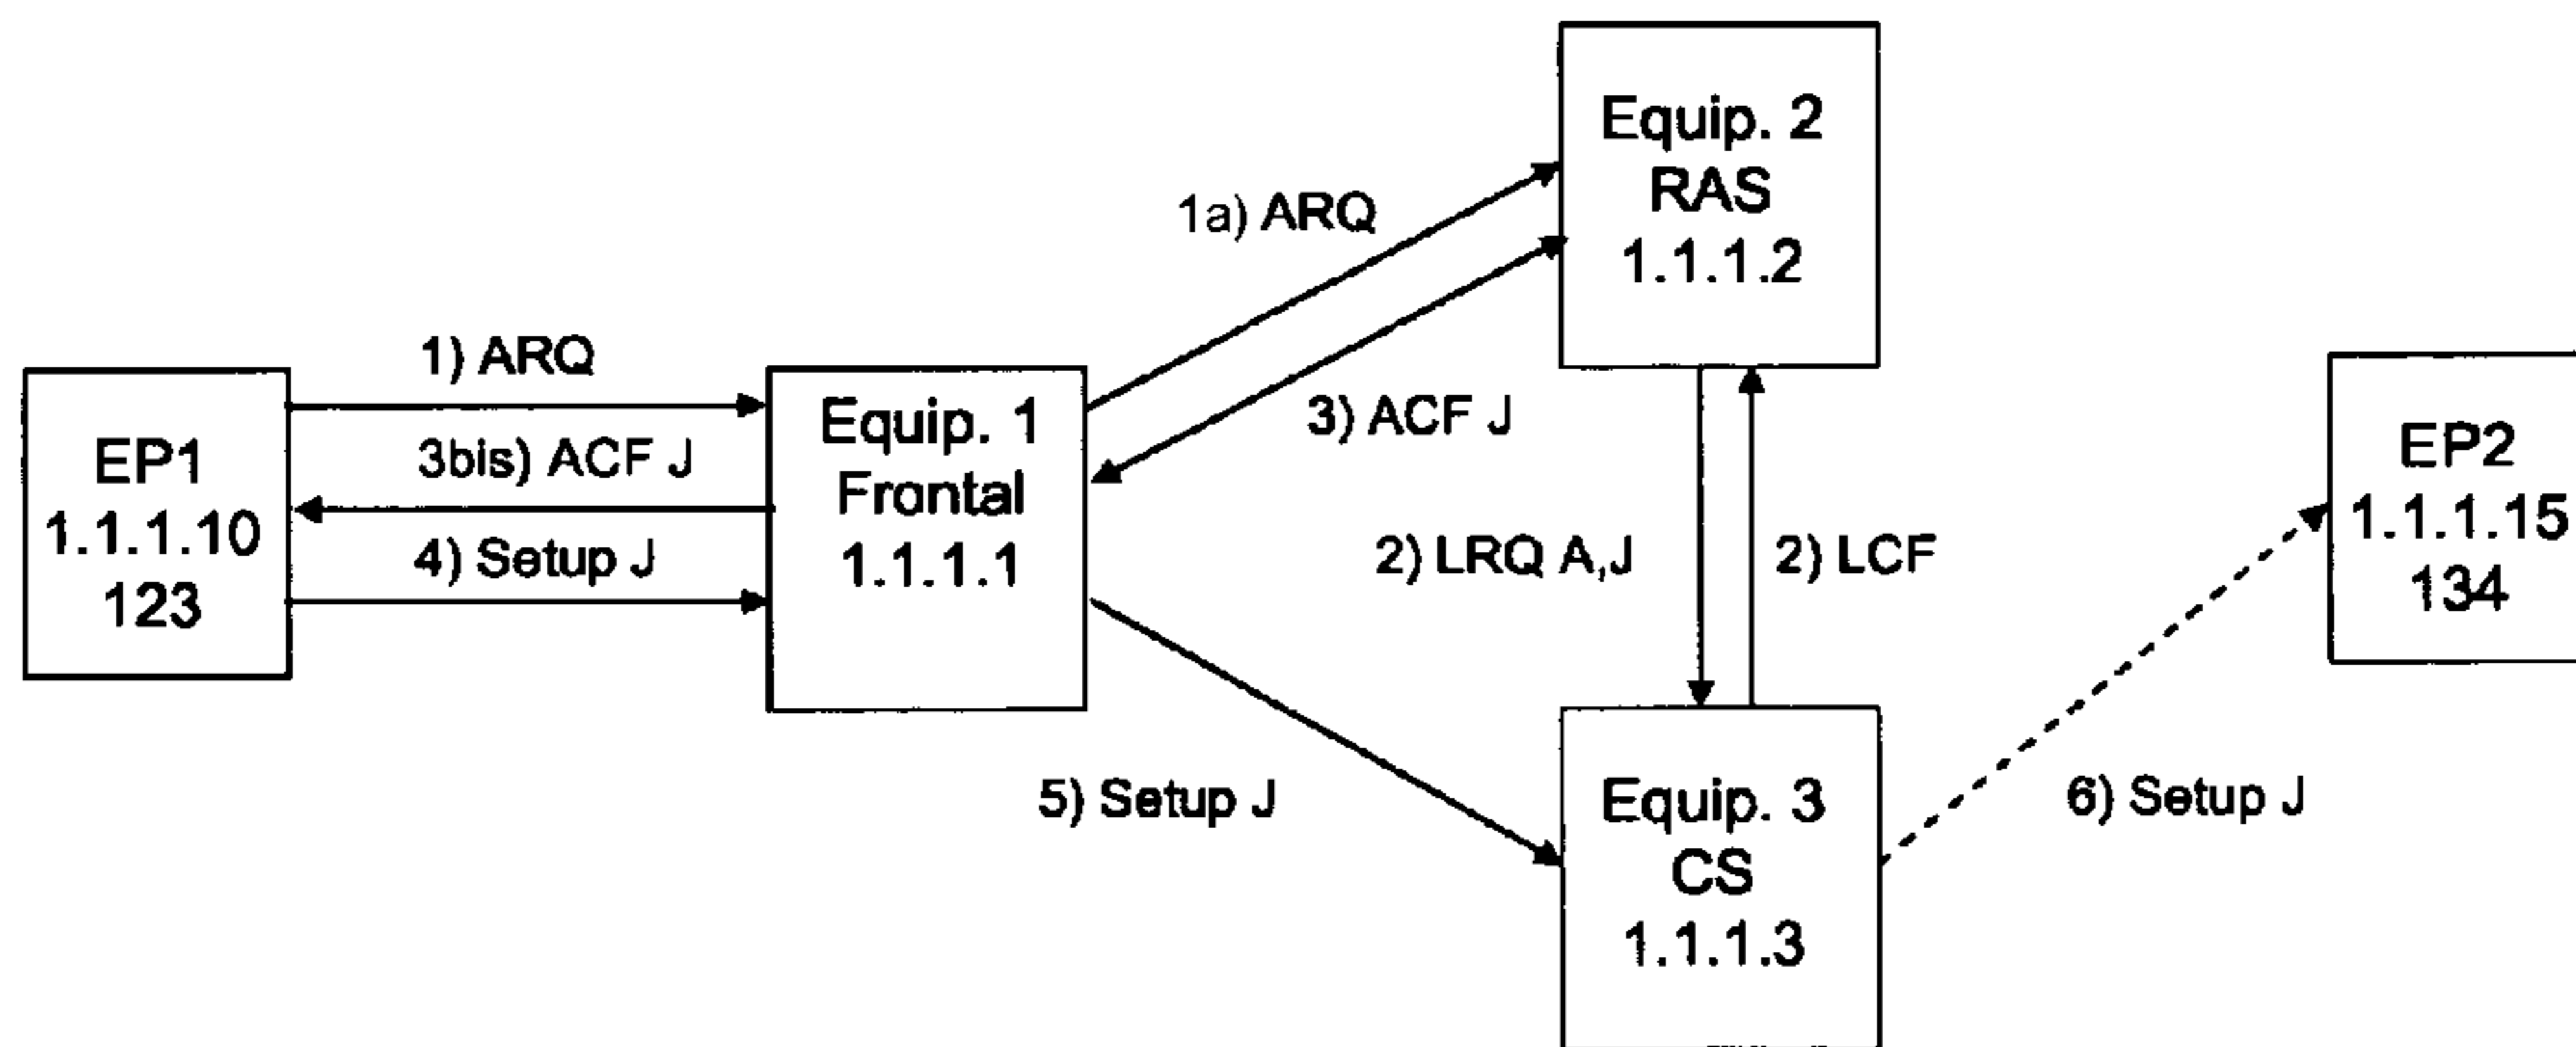 Equip. 2
RAS
1.1.1.2
1a) ARQ
1) ARQ
3bis) ACF J
4) Setup J
EP1
1.1.1.10
123
Equip. 1
Frontal
1.1.1.1
3) ACF J
2) LRQ A,J
2) LCF
EP2
1.1.1.15
134
5) Setup J
Equip. 3
CS
1.1.1.3
6) Setup J